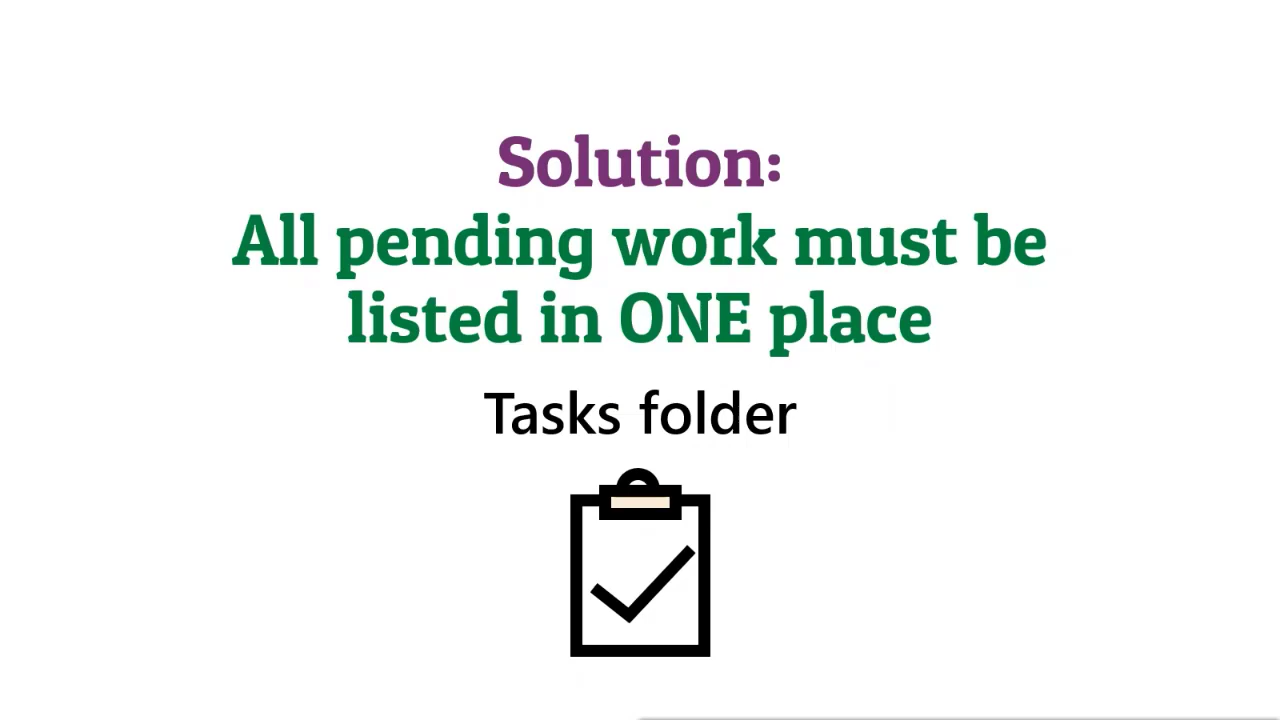 Solution:
All pending work must be
listed in ONE place
Tasks folder